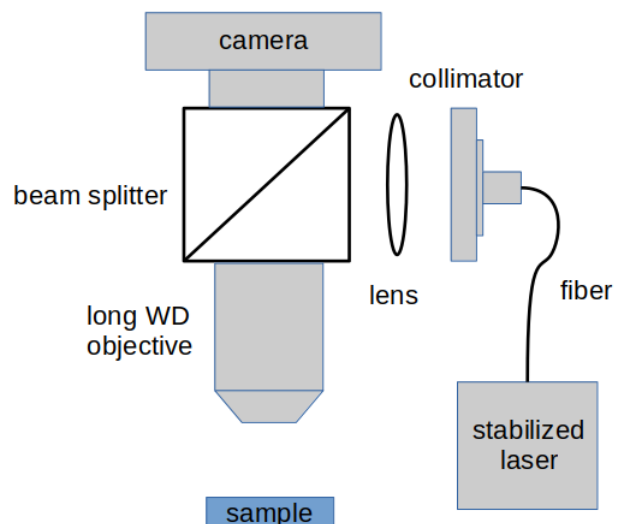 camera
collimator
beam splitter
lens
fiber
long WD
objective
stabilized
laser
sample